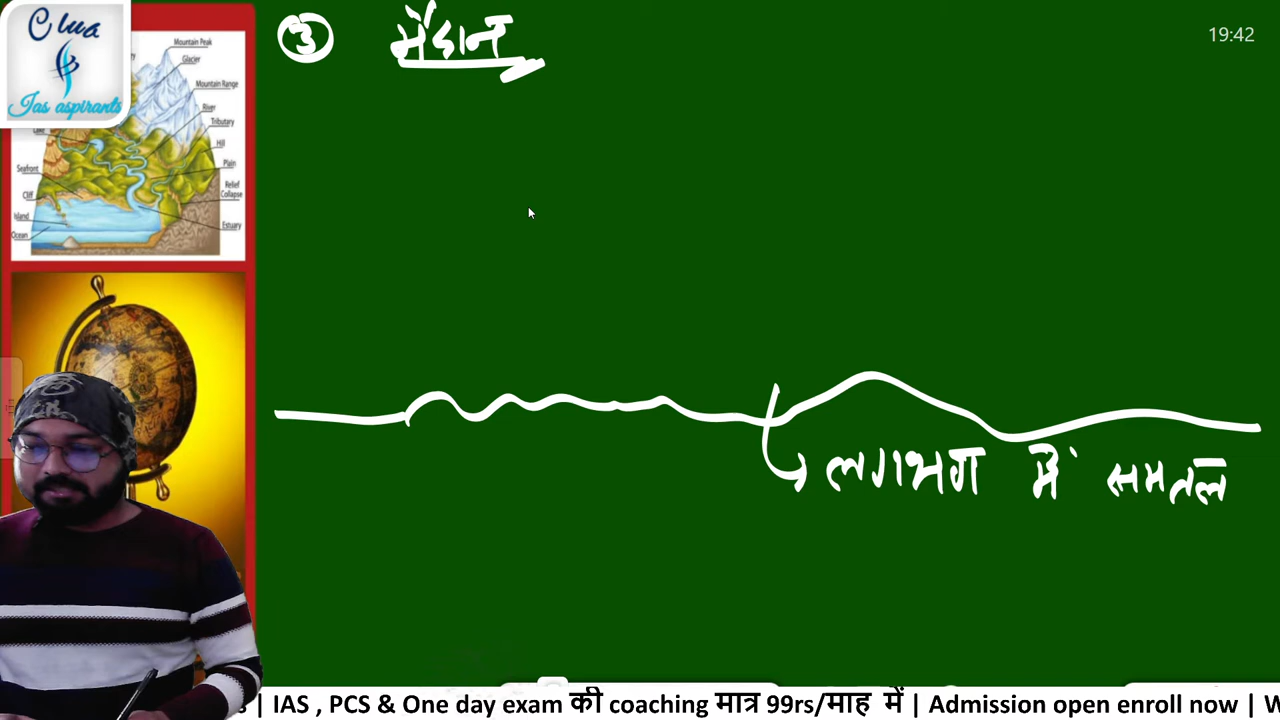 Clua
Ias aspirants
Mountain Peak
Glacier
Mountain Range
River
Tributary
Hill
Plain
Relief
Collapse
Estuary
Lake
Seafront
Cliff
Island
Ocean
③ मैदान
19:42
लगभग में समतल
| IAS , PCS & One day exam की coaching मात्र 99rs/माह में | Admission open enroll now |